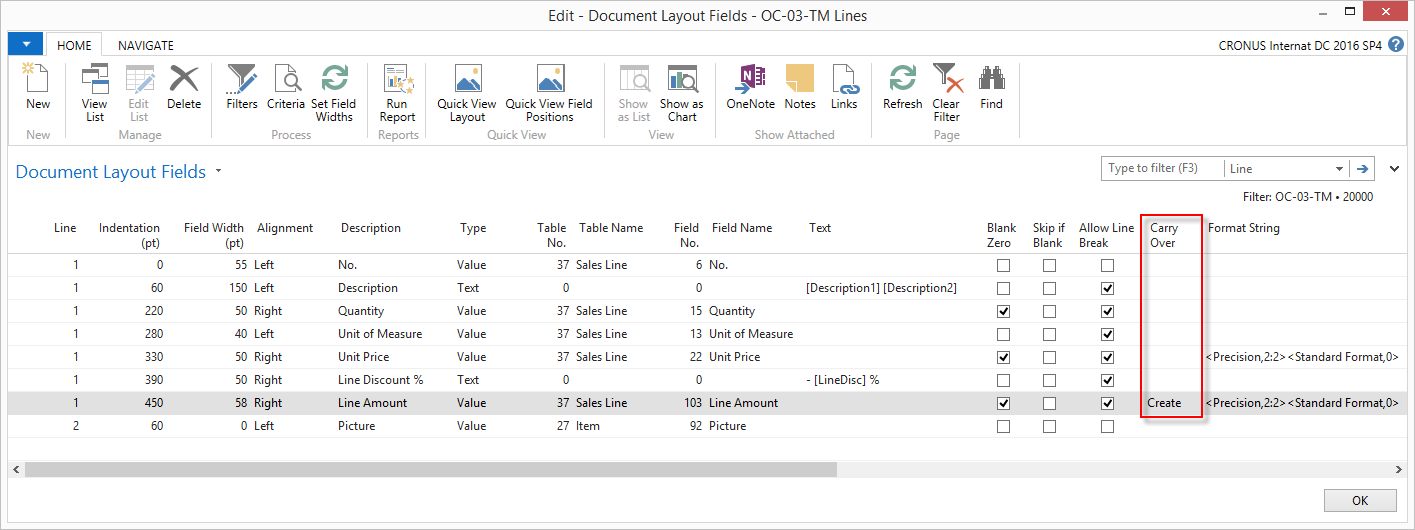 Edit - Document Layout Fields - OC-03-TM Lines
HOME NAVIGATE CRONUS Internat DC 2016 SP4 ?
New View List Edit List Delete Filters Criteria Set Field Widths Run Report Quick View Layout Quick View Field Positions Show as List Show as Chart OneNote Notes Links Refresh Clear Filter Find
New Manage Process Reports Quick View View Show Attached Page
Document Layout Fields Type to filter (F3) Line
Filter: OC-03-TM • 20000
Line Indentation (pt) Field Width (pt) Alignment Description Type Table No. Table Name Field No. Field Name Text Blank Zero Skip if Blank Allow Line Break Carry Over Format String
1 0 55 Left No. Value 37 Sales Line 6 No.
1 60 150 Left Description Text 0 0 [Description1] [Description2]
1 220 50 Right Quantity Value 37 Sales Line 15 Quantity
1 280 40 Left Unit of Measure Value 37 Sales Line 13 Unit of Measure
1 330 50 Right Unit Price Value 37 Sales Line 22 Unit Price <Precision,2:2><Standard Format,0>
1 390 50 Right Line Discount % Text 0 0 - [LineDisc] %
1 450 58 Right Line Amount Value 37 Sales Line 103 Line Amount Create <Precision,2:2><Standard Format,0>
2 60 0 Left Picture Value 27 Item 92 Picture
OK